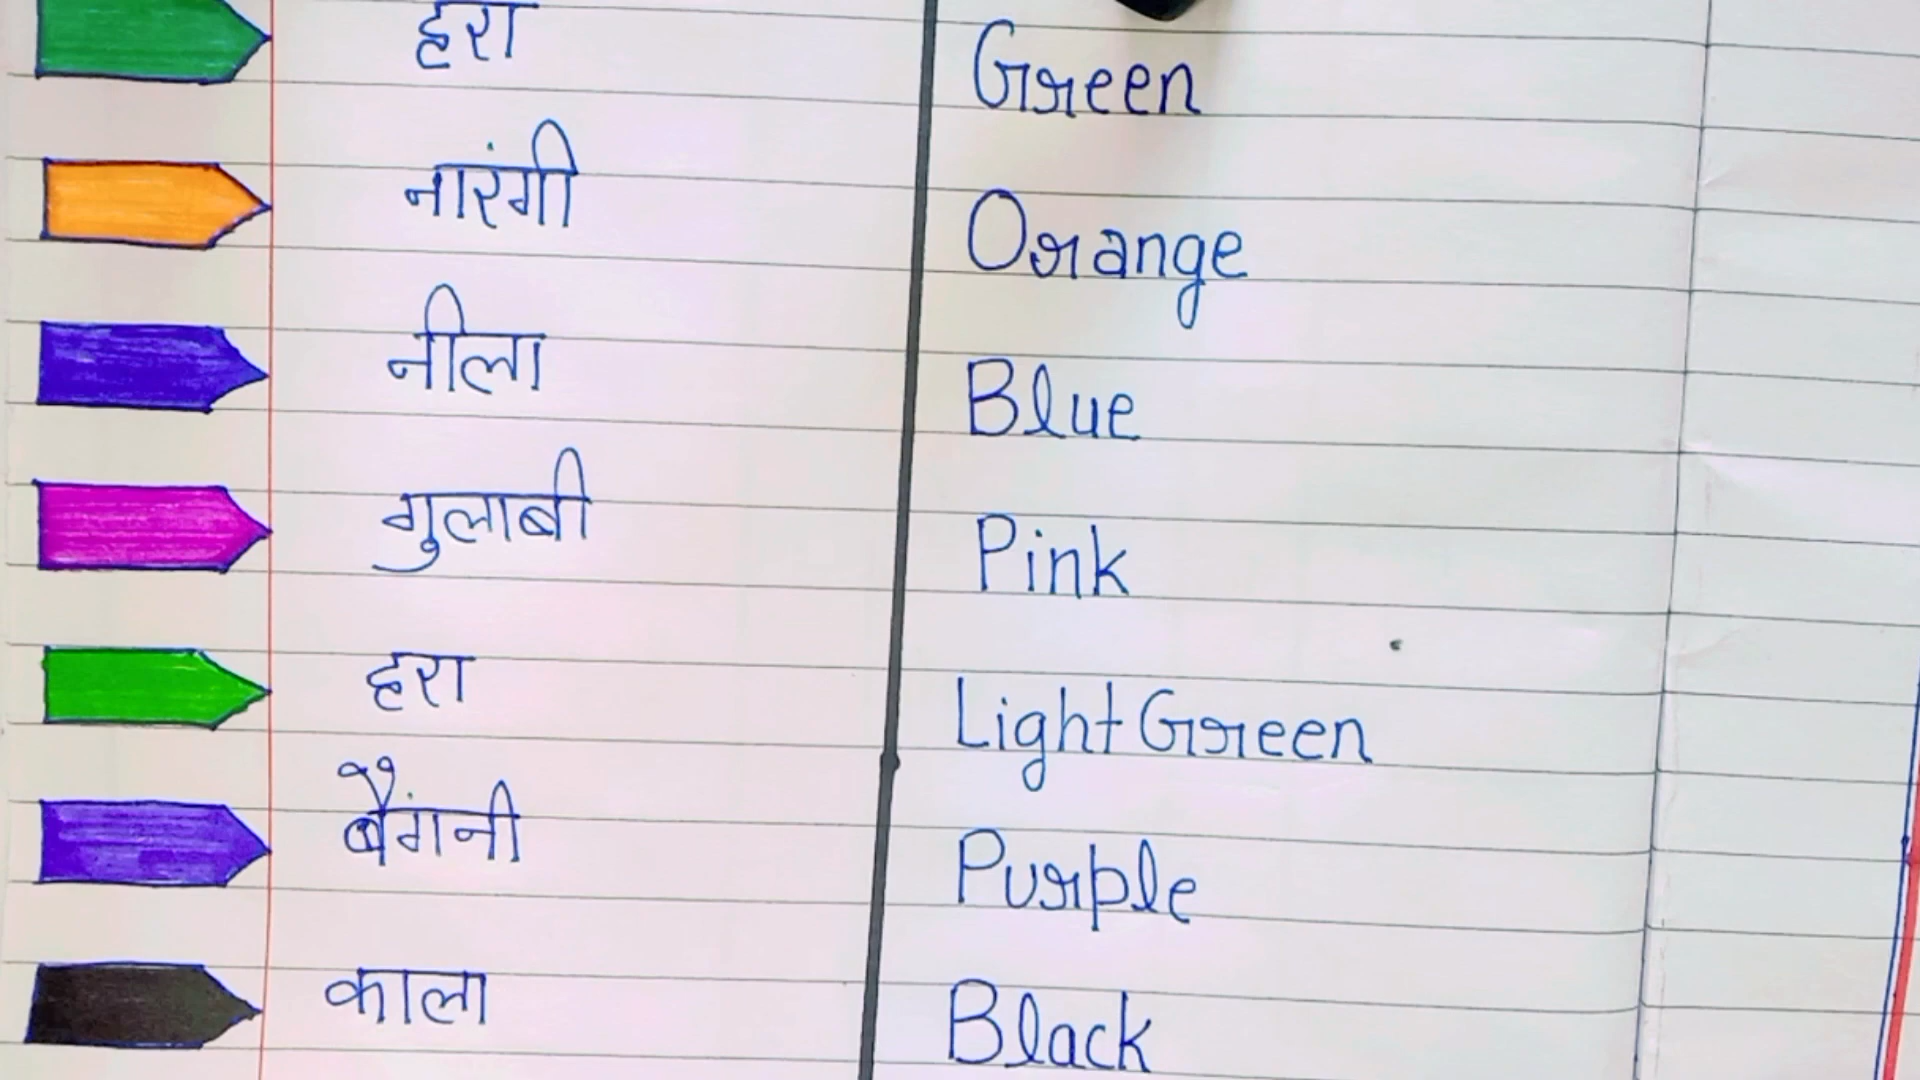 हरा Green
नारंगी Orange
नीला Blue
गुलाबी Pink
हरा Light Green
बैंगनी Purple
काला Black